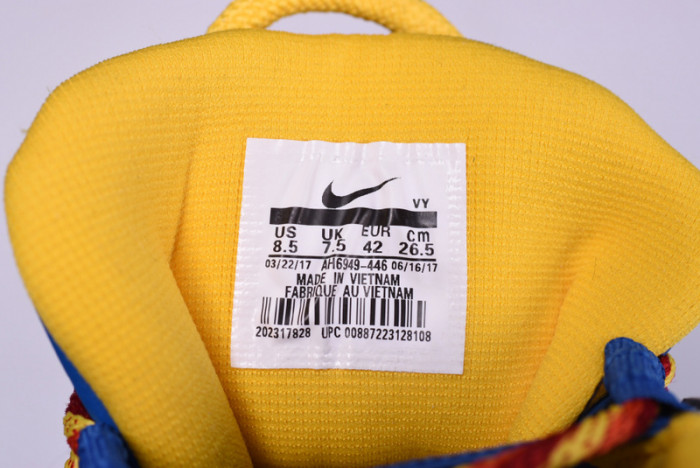 VY
US UK EUR cm
8.5 7.5 42 26.5
03/22/17 AH6949-446 06/16/17
MADE IN VIETNAM
FABRIQUE AU VIETNAM
202317828 UPC 00887223128108